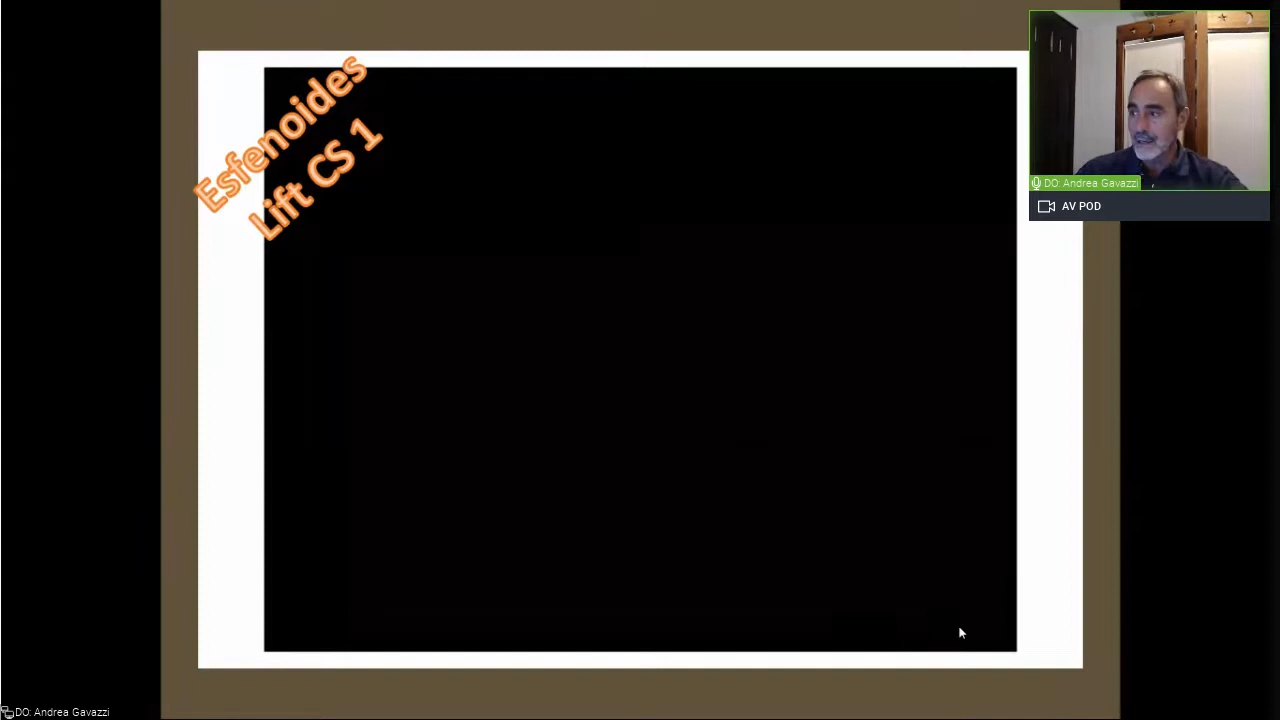 Esfenoides
Lift CS 1
DO: Andrea Gavazzi
AV POD
DO: Andrea Gavazzi